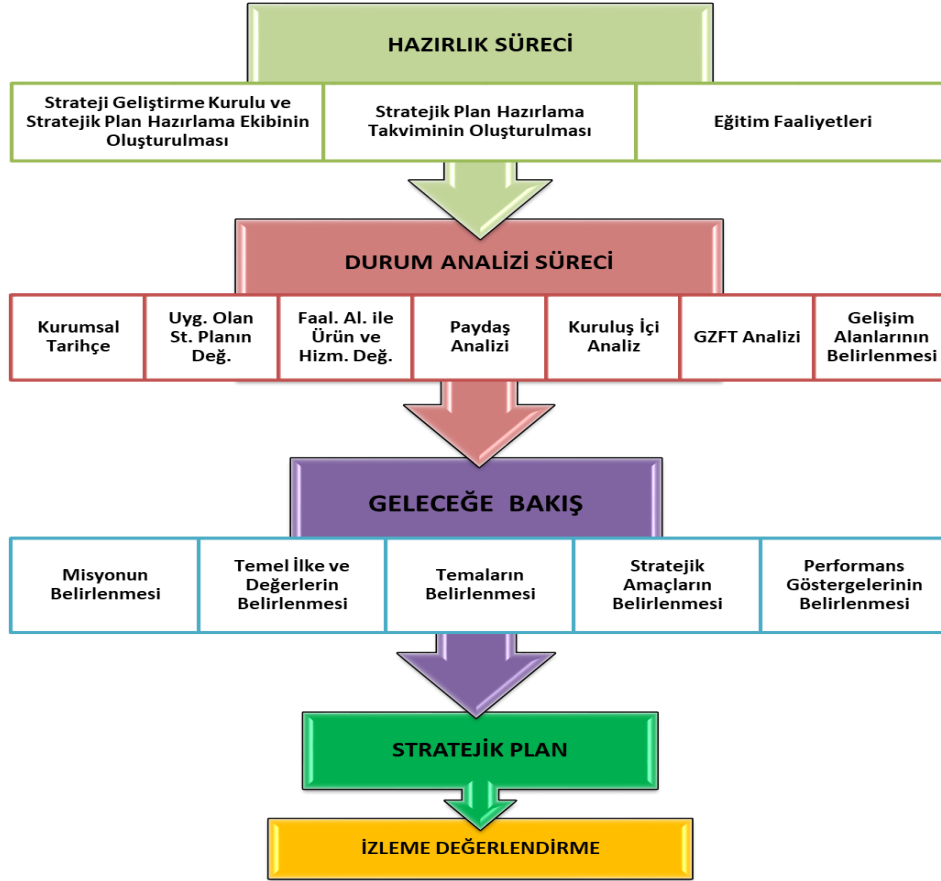 HAZIRLIK SÜRECİ
Strateji Geliştirme Kurulu ve
Stratejik Plan Hazırlama Ekibinin
Oluşturulması
Stratejik Plan Hazırlama
Takviminin Oluşturulması
Eğitim Faaliyetleri
DURUM ANALİZİ SÜRECİ
Kurumsal
Tarihçe
Uyg. Olan
St. Planın
Değ.
Faal. Al. ile
Ürün ve
Hizm. Değ.
Paydaş
Analizi
Kuruluş İçi
Analiz
GZFT Analizi
Gelişim
Alanlarının
Belirlenmesi
GELECEĞE BAKIŞ
Misyonun
Belirlenmesi
Temel İlke ve
Değerlerin
Belirlenmesi
Temaların
Belirlenmesi
Stratejik
Amaçların
Belirlenmesi
Performans
Göstergelerinin
Belirlenmesi
STRATEJİK PLAN
İZLEME DEĞERLENDİRME